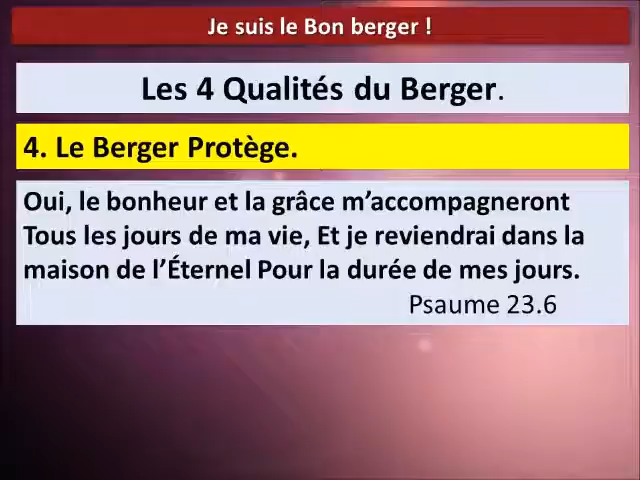 Je suis le Bon berger !
Les 4 Qualités du Berger.
4. Le Berger Protège.
Oui, le bonheur et la grâce m’accompagneront
Tous les jours de ma vie, Et je reviendrai dans la
maison de l’Éternel Pour la durée de mes jours.
Psaume 23.6